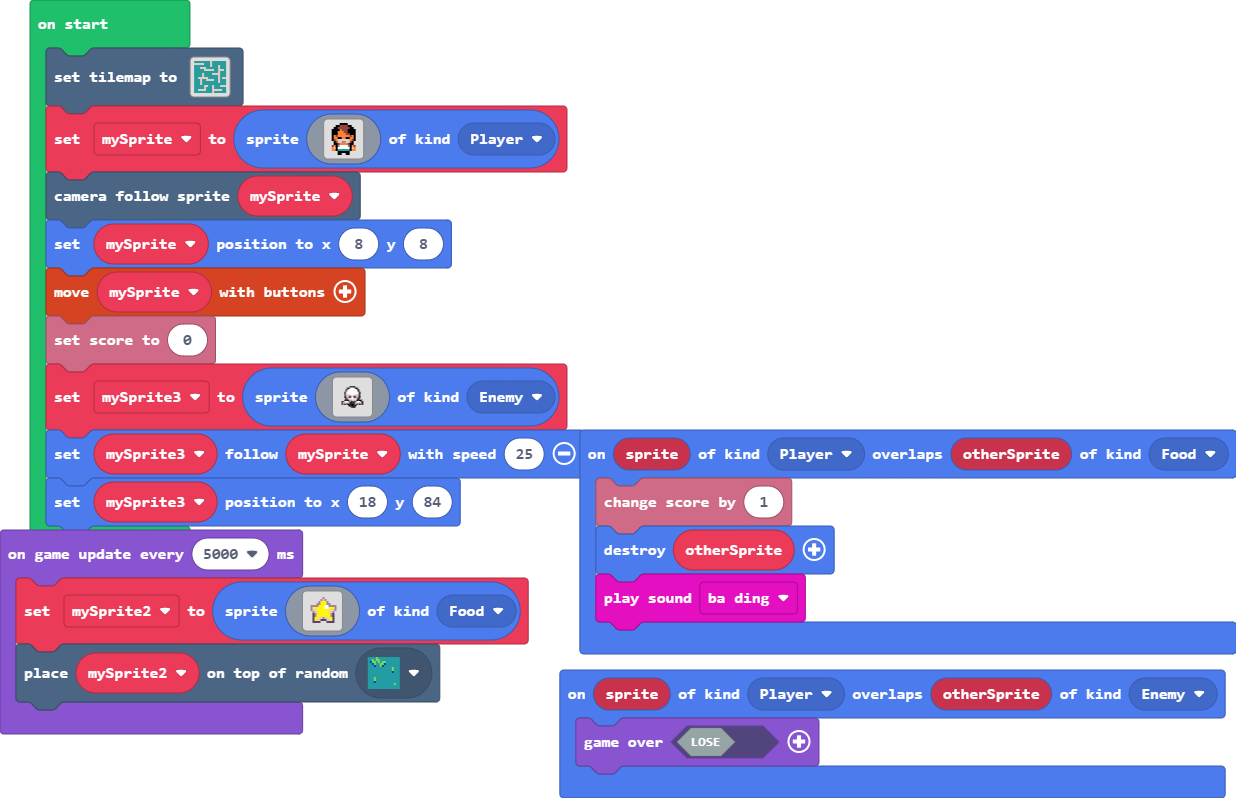 on start
set tilemap to
set mySprite to sprite of kind Player
camera follow sprite mySprite
set mySprite position to x 8 y 8
move mySprite with buttons
set score to 0
set mySprite3 to sprite of kind Enemy
set mySprite3 follow mySprite with speed 25
set mySprite3 position to x 18 y 84
on game update every 5000 ms
set mySprite2 to sprite of kind Food
place mySprite2 on top of random
on sprite of kind Player overlaps otherSprite of kind Food
change score by 1
destroy otherSprite
play sound ba ding
on sprite of kind Player overlaps otherSprite of kind Enemy
game over LOSE